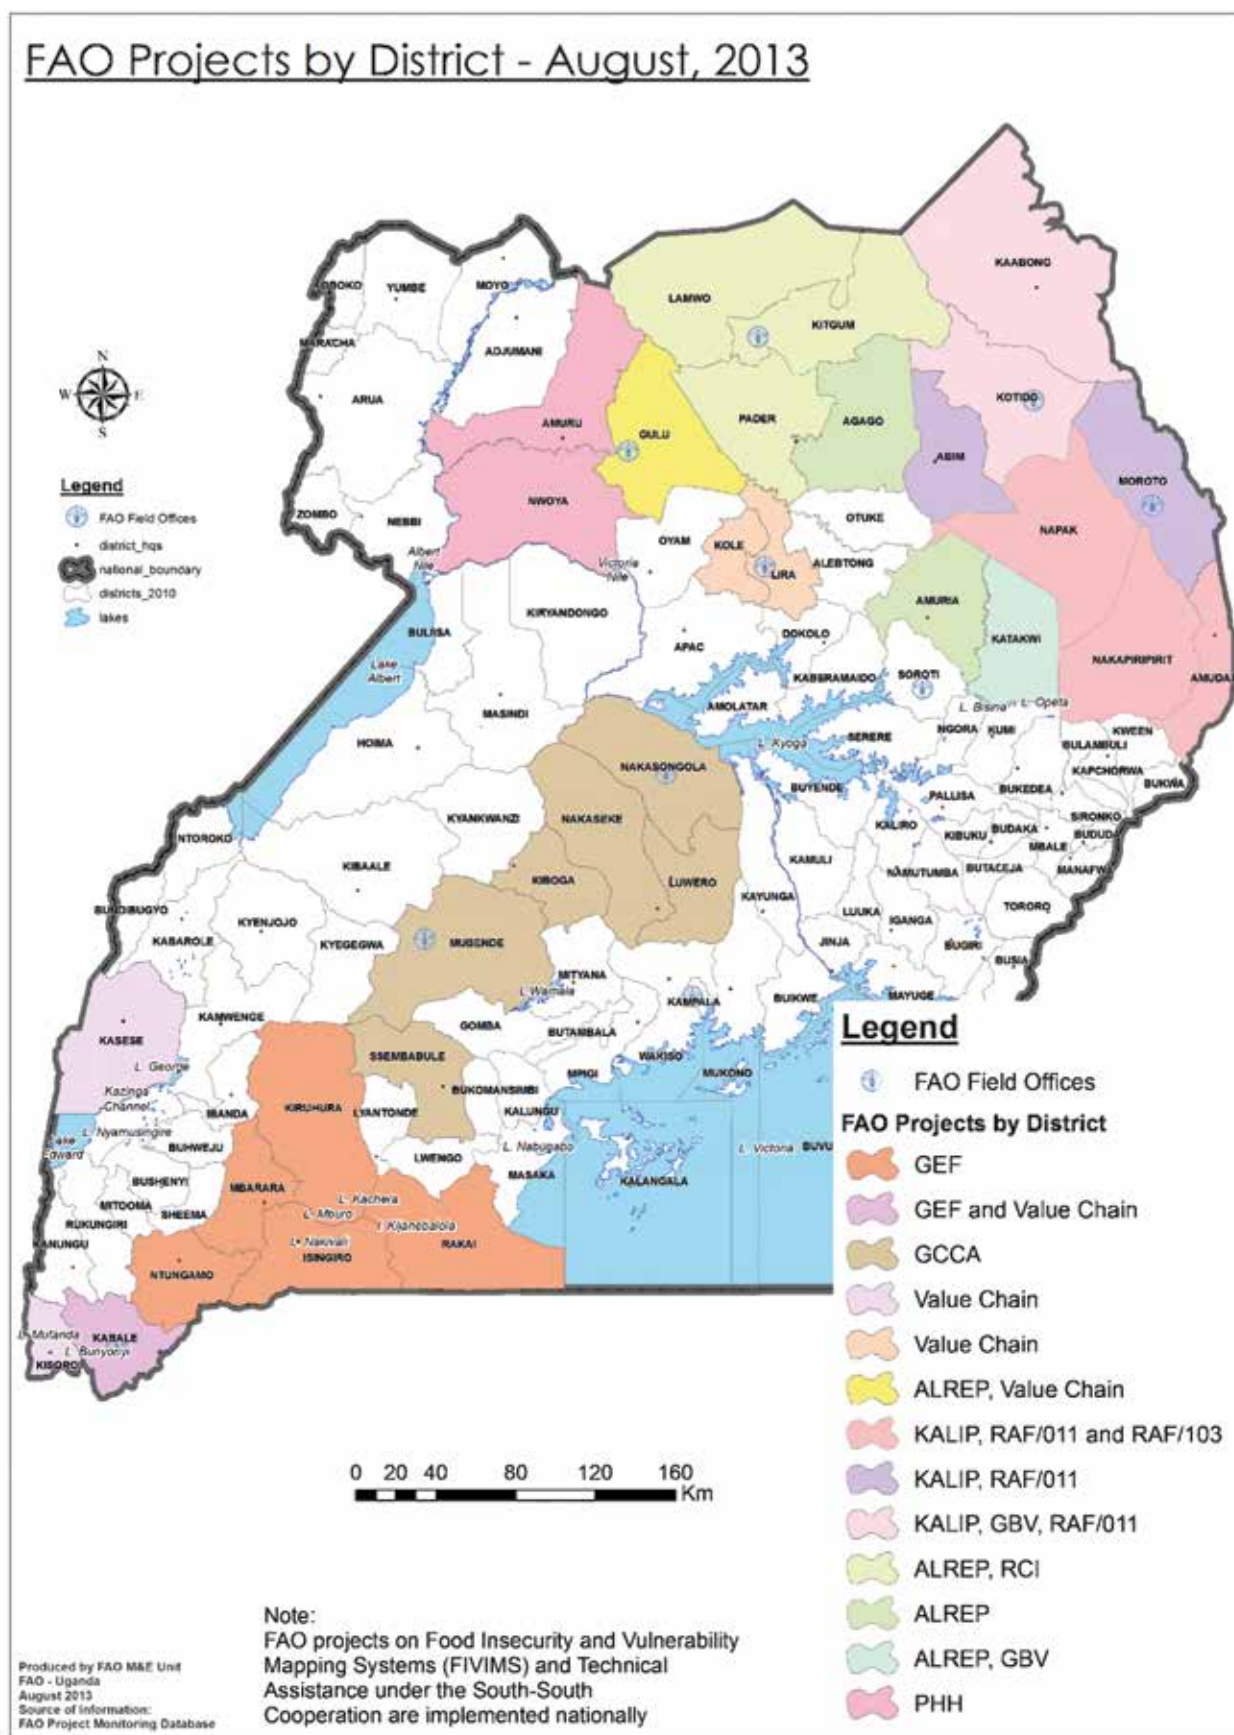 FAO Projects by District - August, 2013
KAABONG
LAMWO
KITGUM
YUMBE
MOYO
ADJUMANI
MARACHA
ARUA
N
W
E
S
KOTIDO
AMURU
GULU
PADER
AGAGO
ABIM
MOROTO
NWOYA
NAPAK
Legend
FAO Field Offices
district_hqs
national_boundary
districts_2010
lakes
ZOMBO
NEBBI
Albert
Nile
OYAM
KOLE
LIRA
OTUKE
ALEBTONG
Victoria
Nile
AMURIA
KATAKWI
NAKAPIRIPIRIT
AMUDA
BULIISA
KIRYANDONGO
APAC
DOKOLO
KABERAMAIDO
SOROTI
Lake
Albert
MASINDI
AMOLATAR
L. Bisina
L. Opeta
HOIMA
L. Kyoga
SERERE
NGORA
KUMI
KWEEN
BULAMBULI
KAPCHORWA
BUKWA
NAKASONGOLA
BUYENDE
PALLISA
BUKEDEA
SIRONKO
NTOROKO
KYANKWANZI
NAKASEKE
KALIRO
KIBUKU
BUDAKA
BUDUDA
MBALE
KIBAALE
KIBOGA
LUWERO
KAMULI
NAMUTUMBA
BUTALEJA
MANAFWA
BUNDIBUGYO
KABAROLE
KYENJOJO
KYEGEGWA
MUBENDE
KAYUNGA
LUUKA
IGANGA
TORORO
JINJA
BUGIRI
BUSIA
MITYANA
L. Wamala
KAMPALA
BUIKWE
MAYUGE
KASESE
KAMWENGE
GOMBA
BUTAMBALA
SSEMBABULE
MPIGI
WAKISO
MUKONO
L. George
Kazinga
Channel
IBANDA
KIRUHURA
LYANTONDE
BUKOMANSIMBI
KALUNGU
L. Nyamusingire
Lake
Edward
BUHWEJU
LWENGO
L. Nabugabo
MASAKA
KALANGALA
L. Victoria
BUVU
BUSHENYI
MITOOMA
SHEEMA
MBARARA
L. Kachera
L. Mburo
L. Kijanebalola
RUKUNGIRI
KANUNGU
L. Nakivali
ISINGIRO
RAKAI
NTUNGAMO
L. Mutanda
KABALE
L. Bunyonyi
KISORO
Legend
FAO Field Offices
FAO Projects by District
GEF
GEF and Value Chain
GCCA
Value Chain
Value Chain
ALREP, Value Chain
KALIP, RAF/011 and RAF/103
KALIP, RAF/011
KALIP, GBV, RAF/011
ALREP, RCI
ALREP
ALREP, GBV
PHH
0 20 40 80 120 160
Km
Note:
FAO projects on Food Insecurity and Vulnerability
Mapping Systems (FIVIMS) and Technical
Assistance under the South-South
Cooperation are implemented nationally
Produced by FAO M&E Unit
FAO - Uganda
August 2013
Source of Information:
FAO Project Monitoring Database